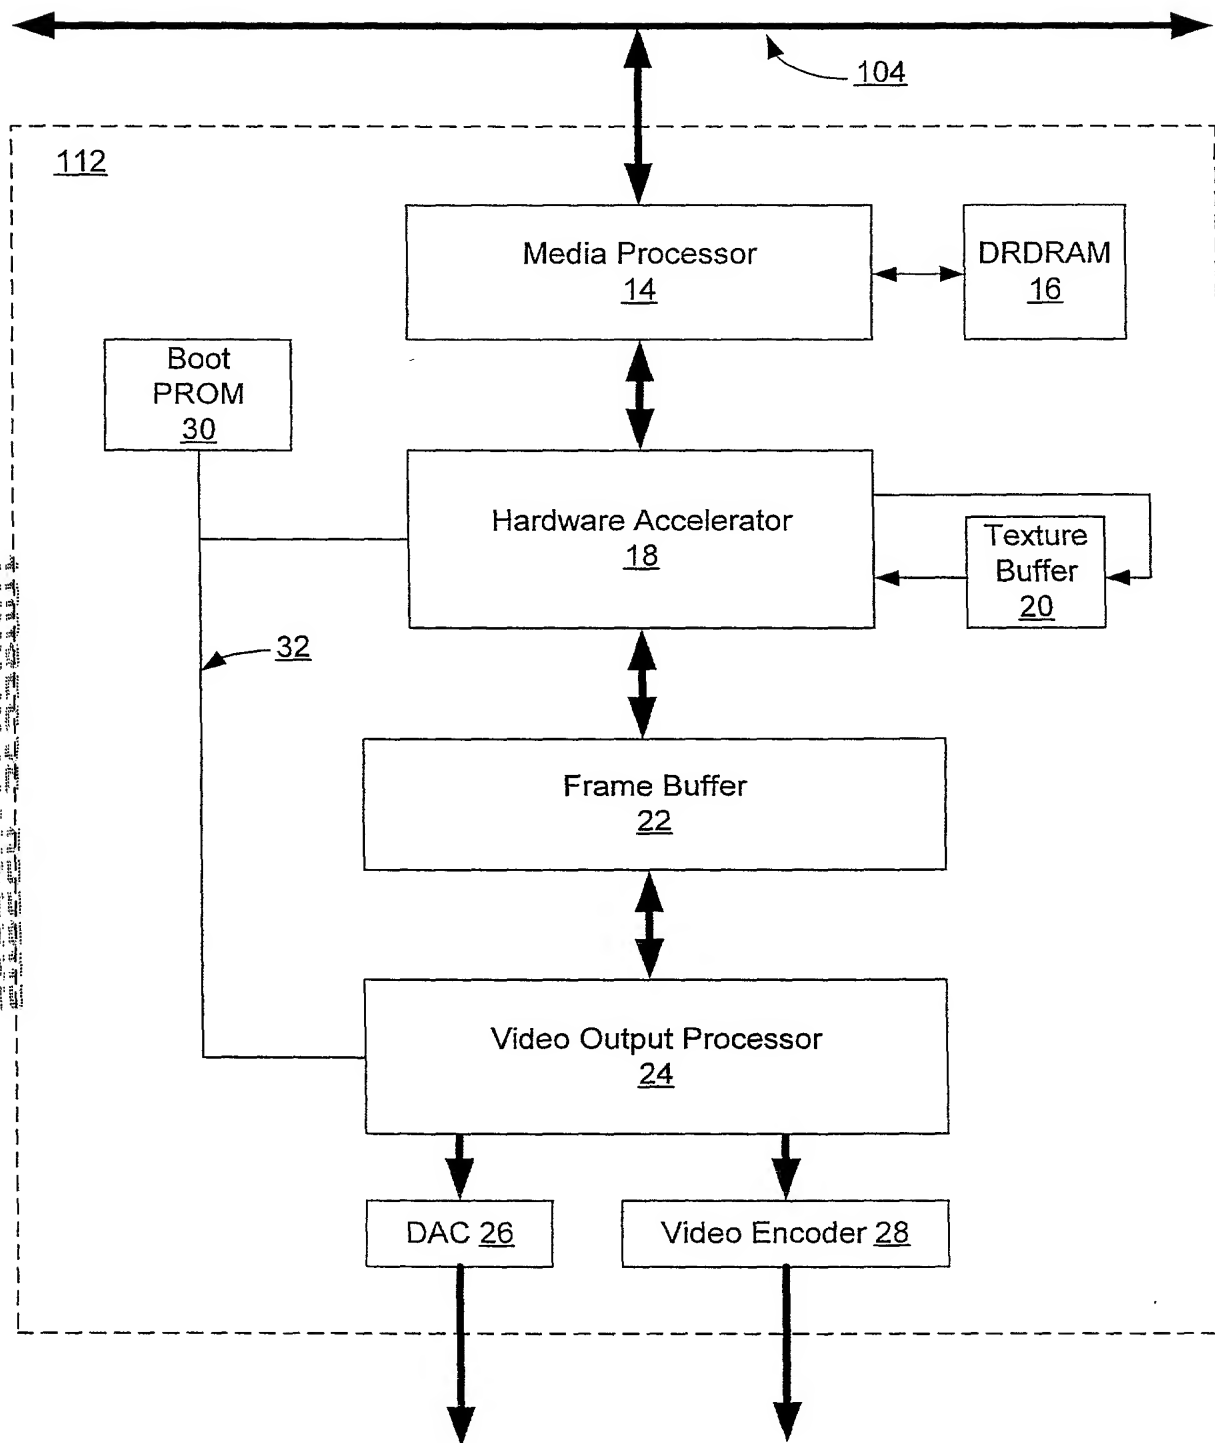 104
112
Media Processor
14
DRDRAM
16
Boot
PROM
30
Hardware Accelerator
18
Texture
Buffer
20
32
Frame Buffer
22
Video Output Processor
24
DAC 26
Video Encoder 28